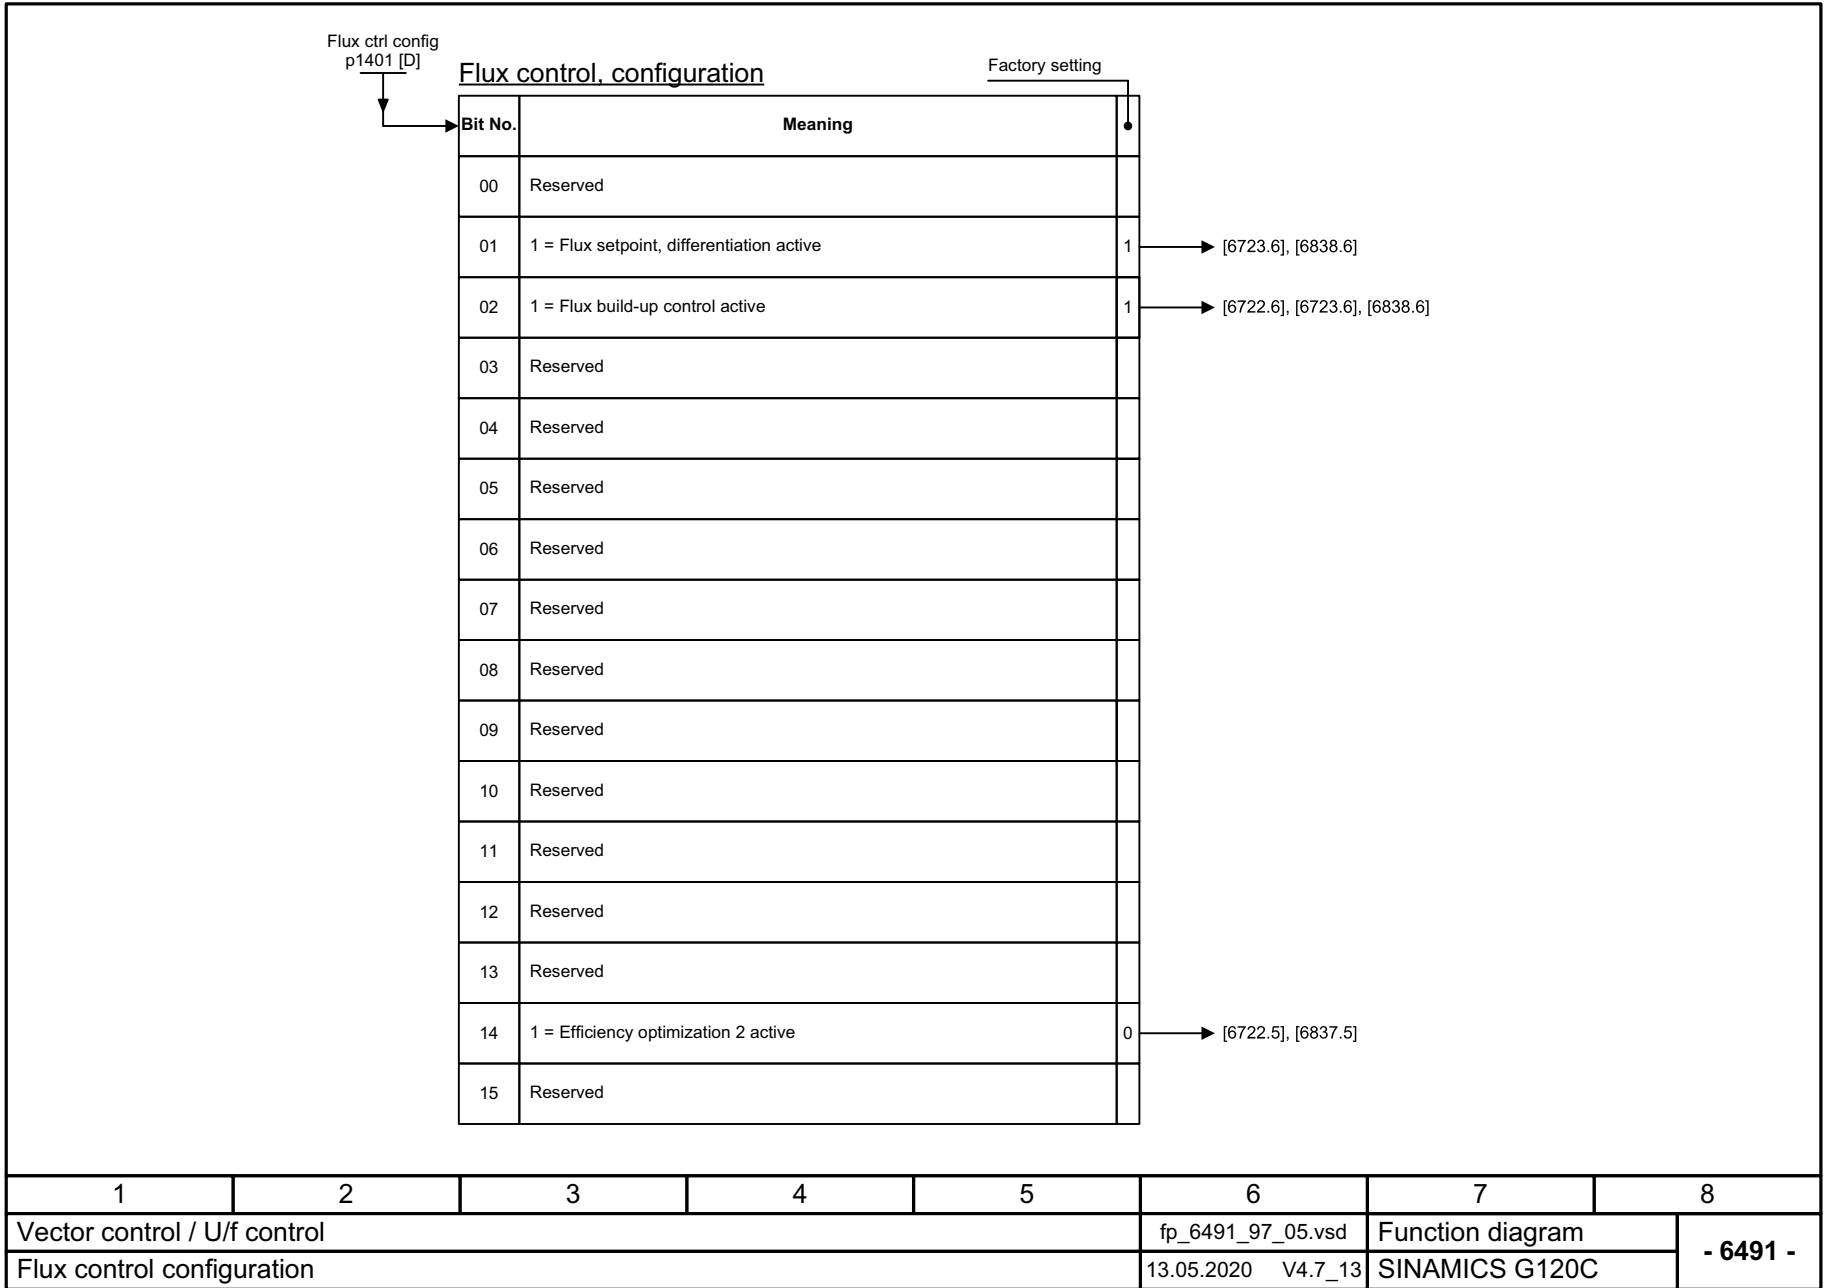 Flux ctrl config
p1401 [D]
Flux control, configuration
Factory setting
Bit No. Meaning
00 Reserved
01 1 = Flux setpoint, differentiation active 1 [6723.6], [6838.6]
02 1 = Flux build-up control active 1 [6722.6], [6723.6], [6838.6]
03 Reserved
04 Reserved
05 Reserved
06 Reserved
07 Reserved
08 Reserved
09 Reserved
10 Reserved
11 Reserved
12 Reserved
13 Reserved
14 1 = Efficiency optimization 2 active 0 [6722.5], [6837.5]
15 Reserved
1 2 3 4 5 6 7 8
Vector control / U/f control fp_6491_97_05.vsd Function diagram
- 6491 -
Flux control configuration 13.05.2020 V4.7_13 SINAMICS G120C